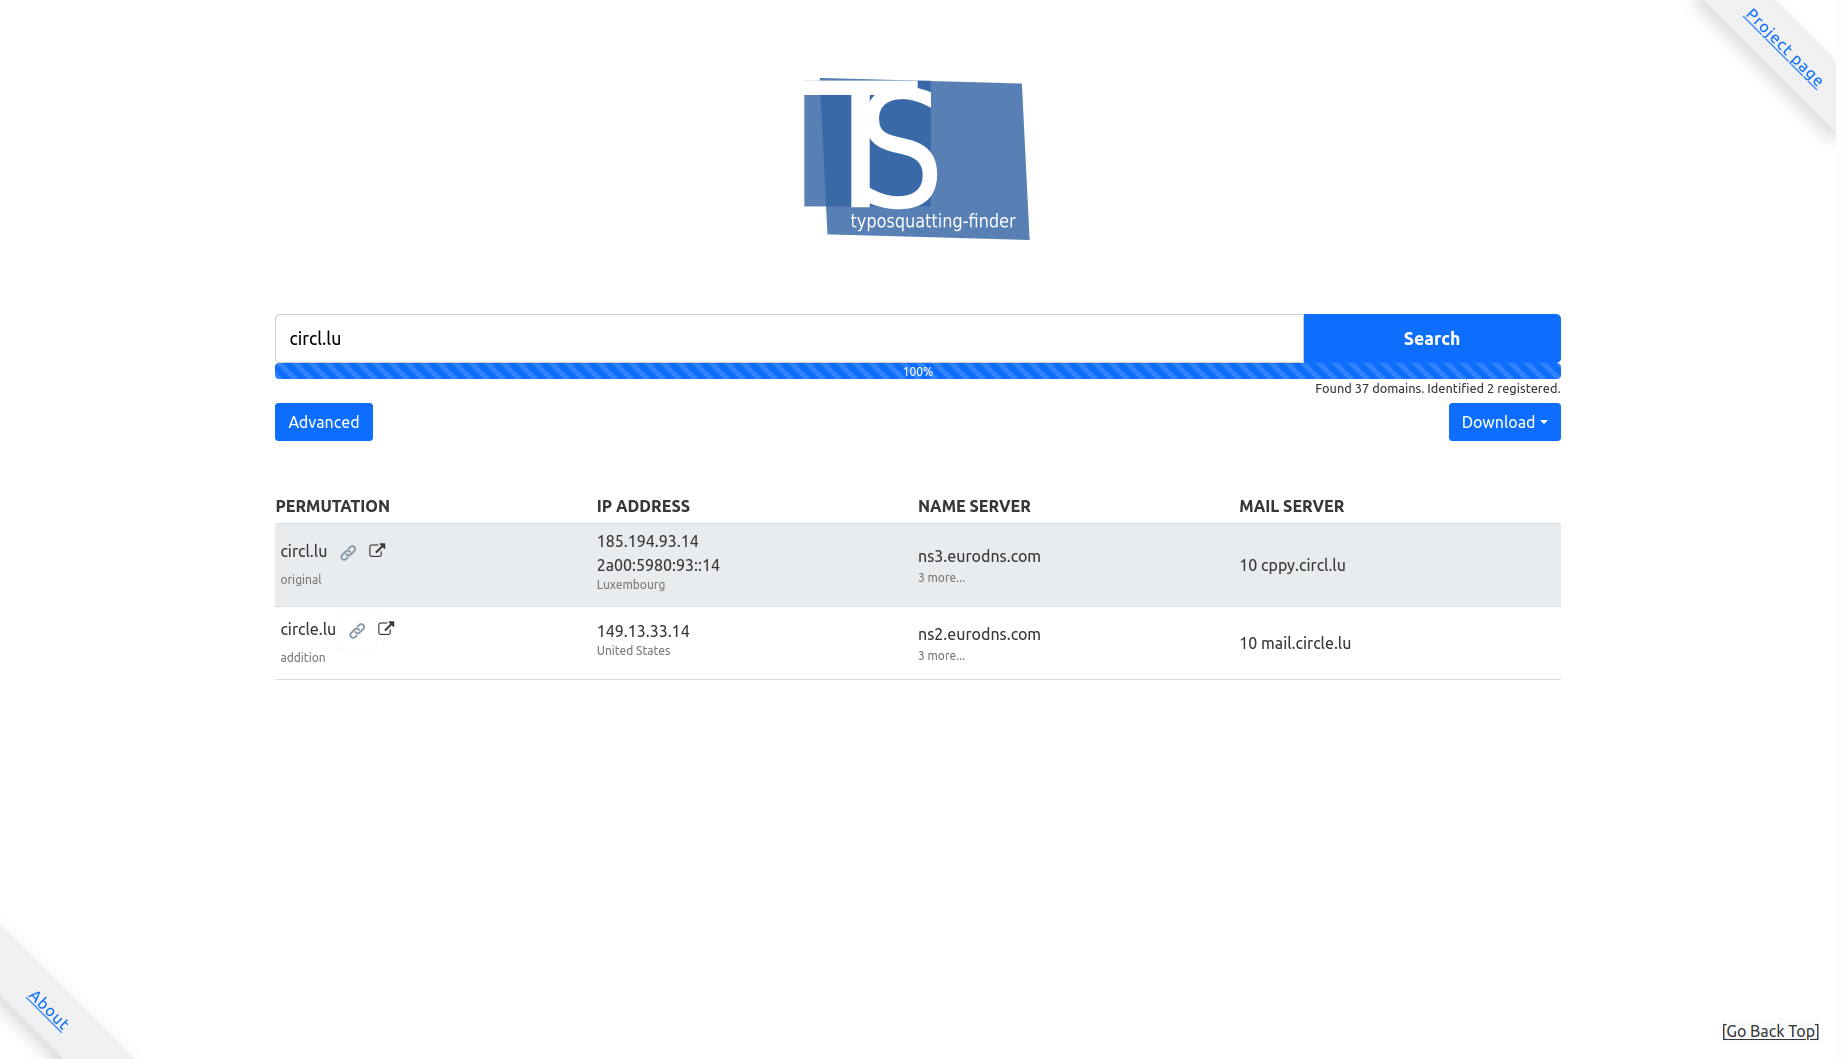 Project page
TS
typosquatting-finder
circl.lu
Search
100%
Found 37 domains. Identified 2 registered.
Advanced
Download
PERMUTATION IP ADDRESS NAME SERVER MAIL SERVER
circl.lu
original
185.194.93.14
2a00:5980:93::14
Luxembourg
ns3.eurodns.com
3 more...
10 cppy.circl.lu
circle.lu
addition
149.13.33.14
United States
ns2.eurodns.com
3 more...
10 mail.circle.lu
About
[Go Back Top]